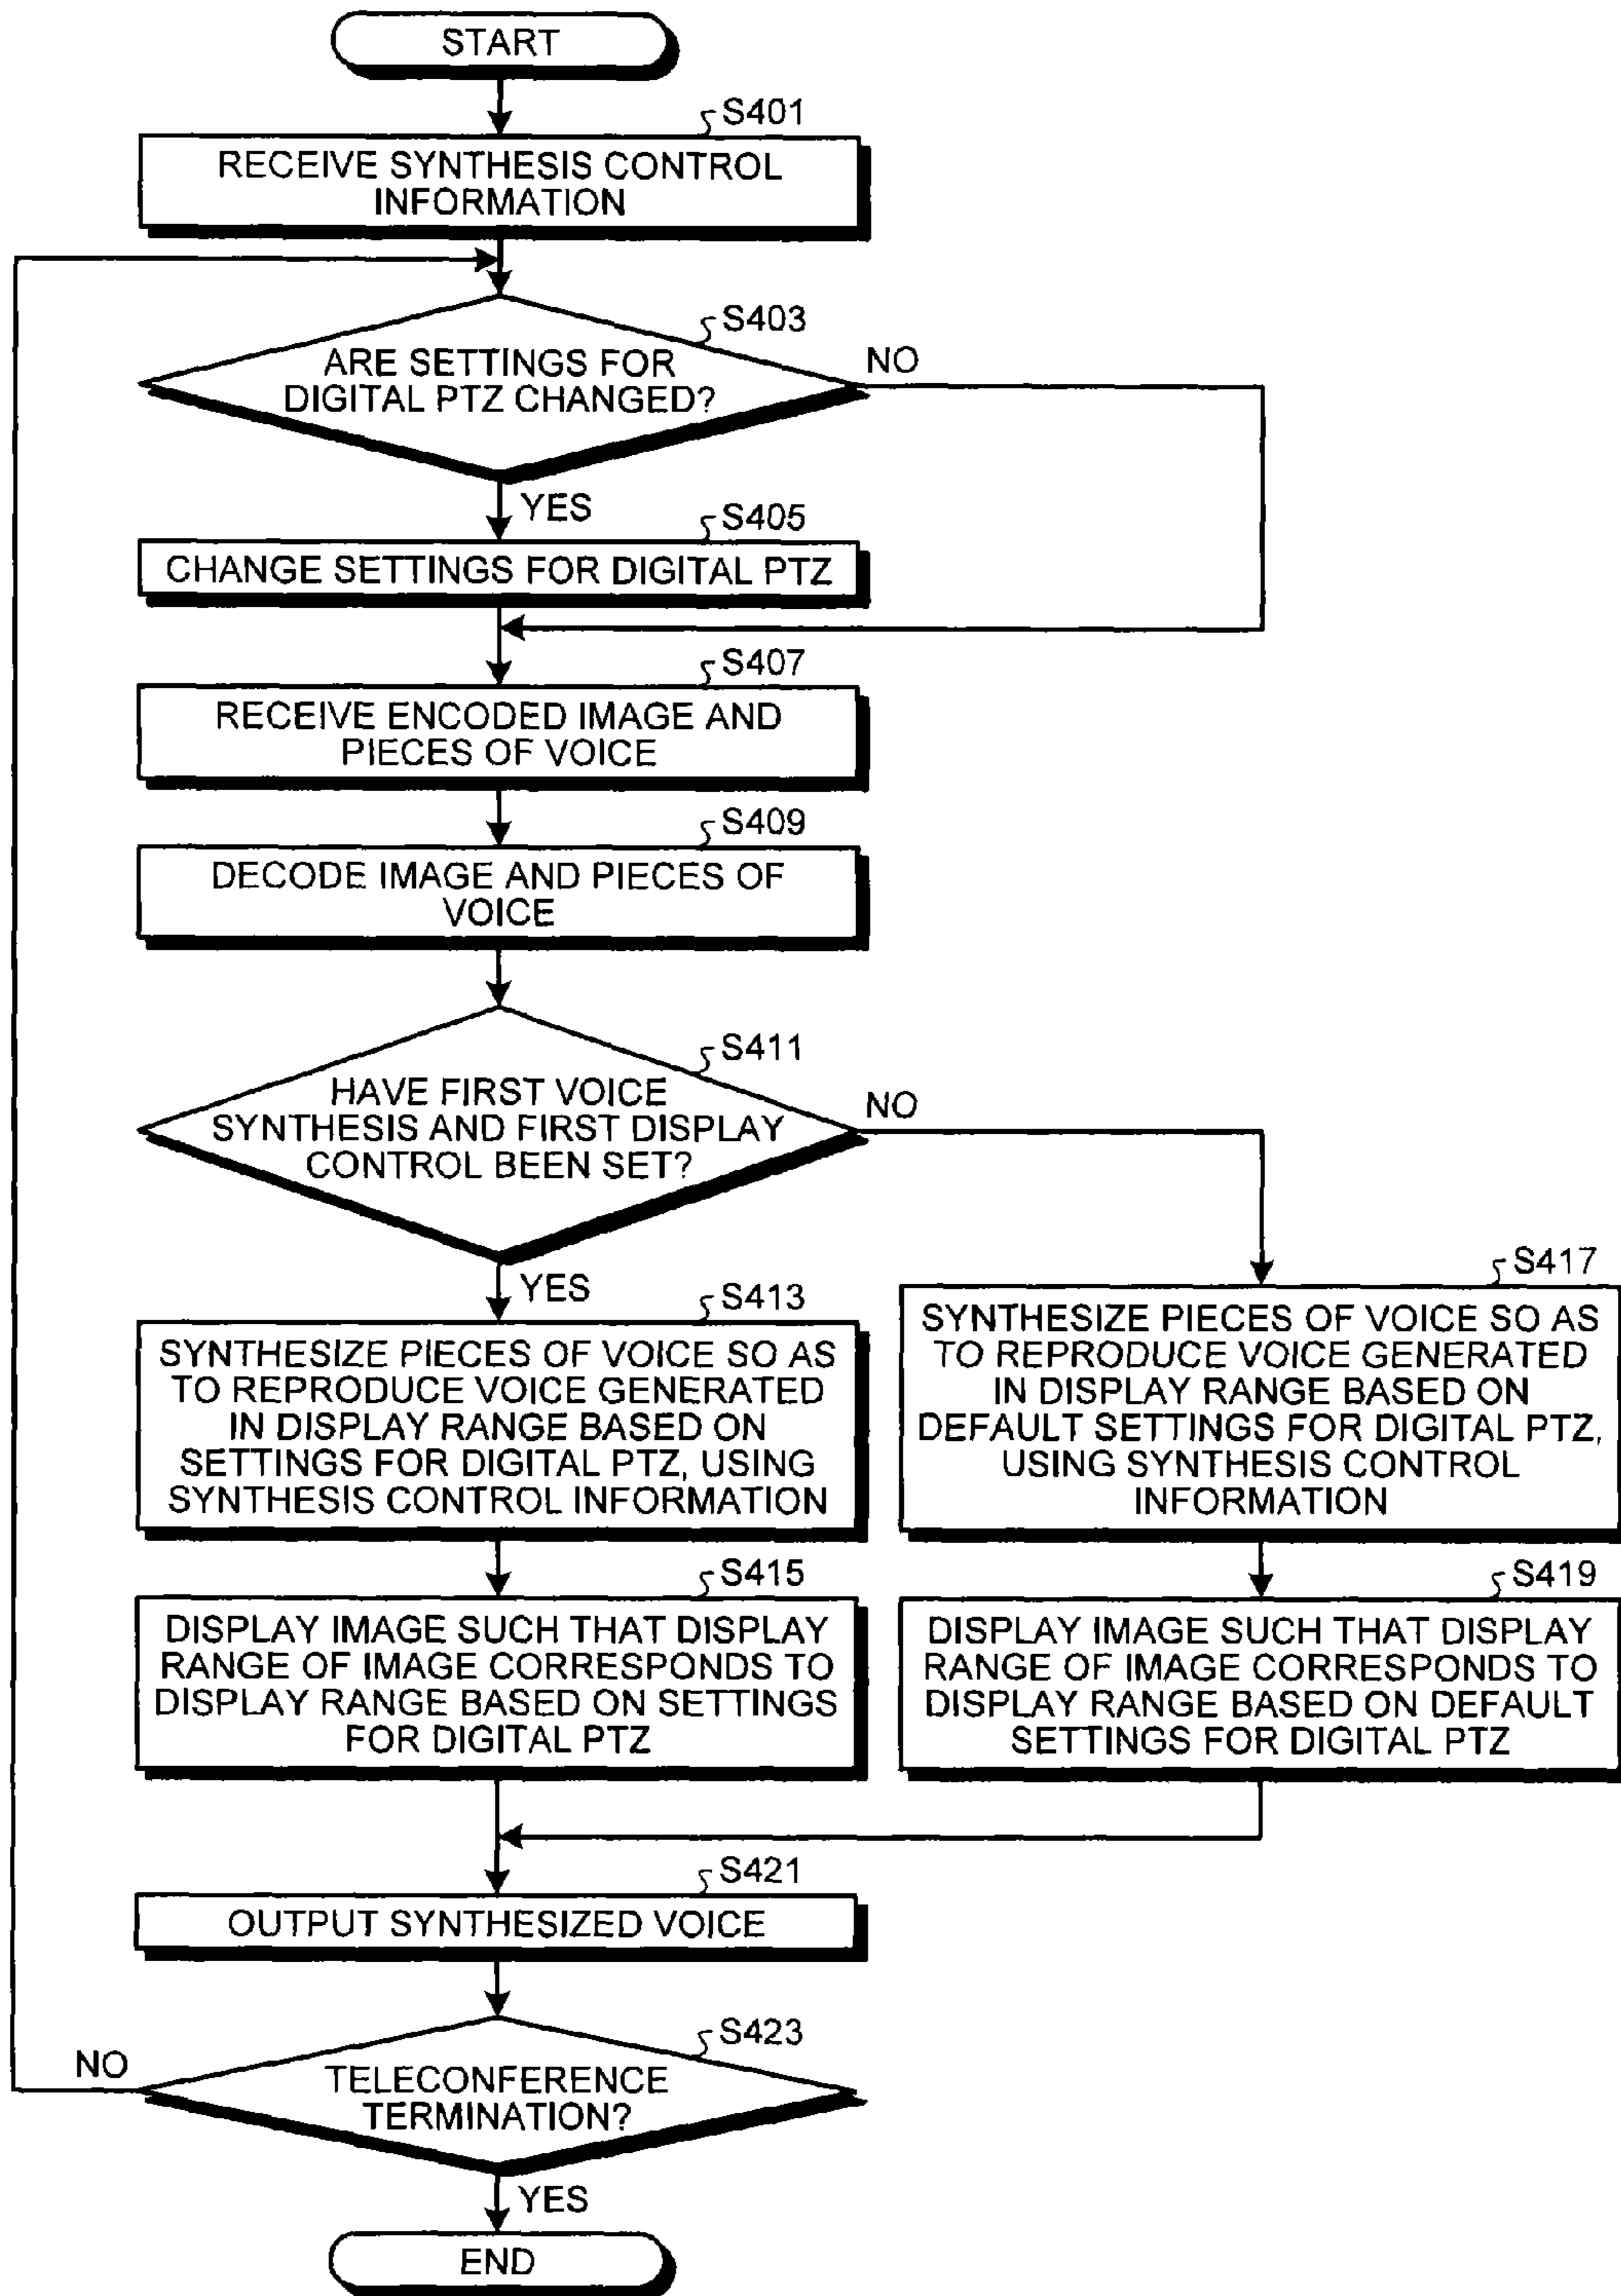 START
S401
RECEIVE SYNTHESIS CONTROL
INFORMATION
S403
ARE SETTINGS FOR
DIGITAL PTZ CHANGED?
NO
YES
S405
CHANGE SETTINGS FOR DIGITAL PTZ
S407
RECEIVE ENCODED IMAGE AND
PIECES OF VOICE
S409
DECODE IMAGE AND PIECES OF
VOICE
S411
HAVE FIRST VOICE
SYNTHESIS AND FIRST DISPLAY
CONTROL BEEN SET?
NO
YES
S413
SYNTHESIZE PIECES OF VOICE SO AS
TO REPRODUCE VOICE GENERATED
IN DISPLAY RANGE BASED ON
SETTINGS FOR DIGITAL PTZ, USING
SYNTHESIS CONTROL INFORMATION
S415
DISPLAY IMAGE SUCH THAT DISPLAY
RANGE OF IMAGE CORRESPONDS TO
DISPLAY RANGE BASED ON SETTINGS
FOR DIGITAL PTZ
S417
SYNTHESIZE PIECES OF VOICE SO AS
TO REPRODUCE VOICE GENERATED
IN DISPLAY RANGE BASED ON
DEFAULT SETTINGS FOR DIGITAL PTZ,
USING SYNTHESIS CONTROL
INFORMATION
S419
DISPLAY IMAGE SUCH THAT DISPLAY
RANGE OF IMAGE CORRESPONDS TO
DISPLAY RANGE BASED ON DEFAULT
SETTINGS FOR DIGITAL PTZ
S421
OUTPUT SYNTHESIZED VOICE
S423
TELECONFERENCE
TERMINATION?
NO
YES
END